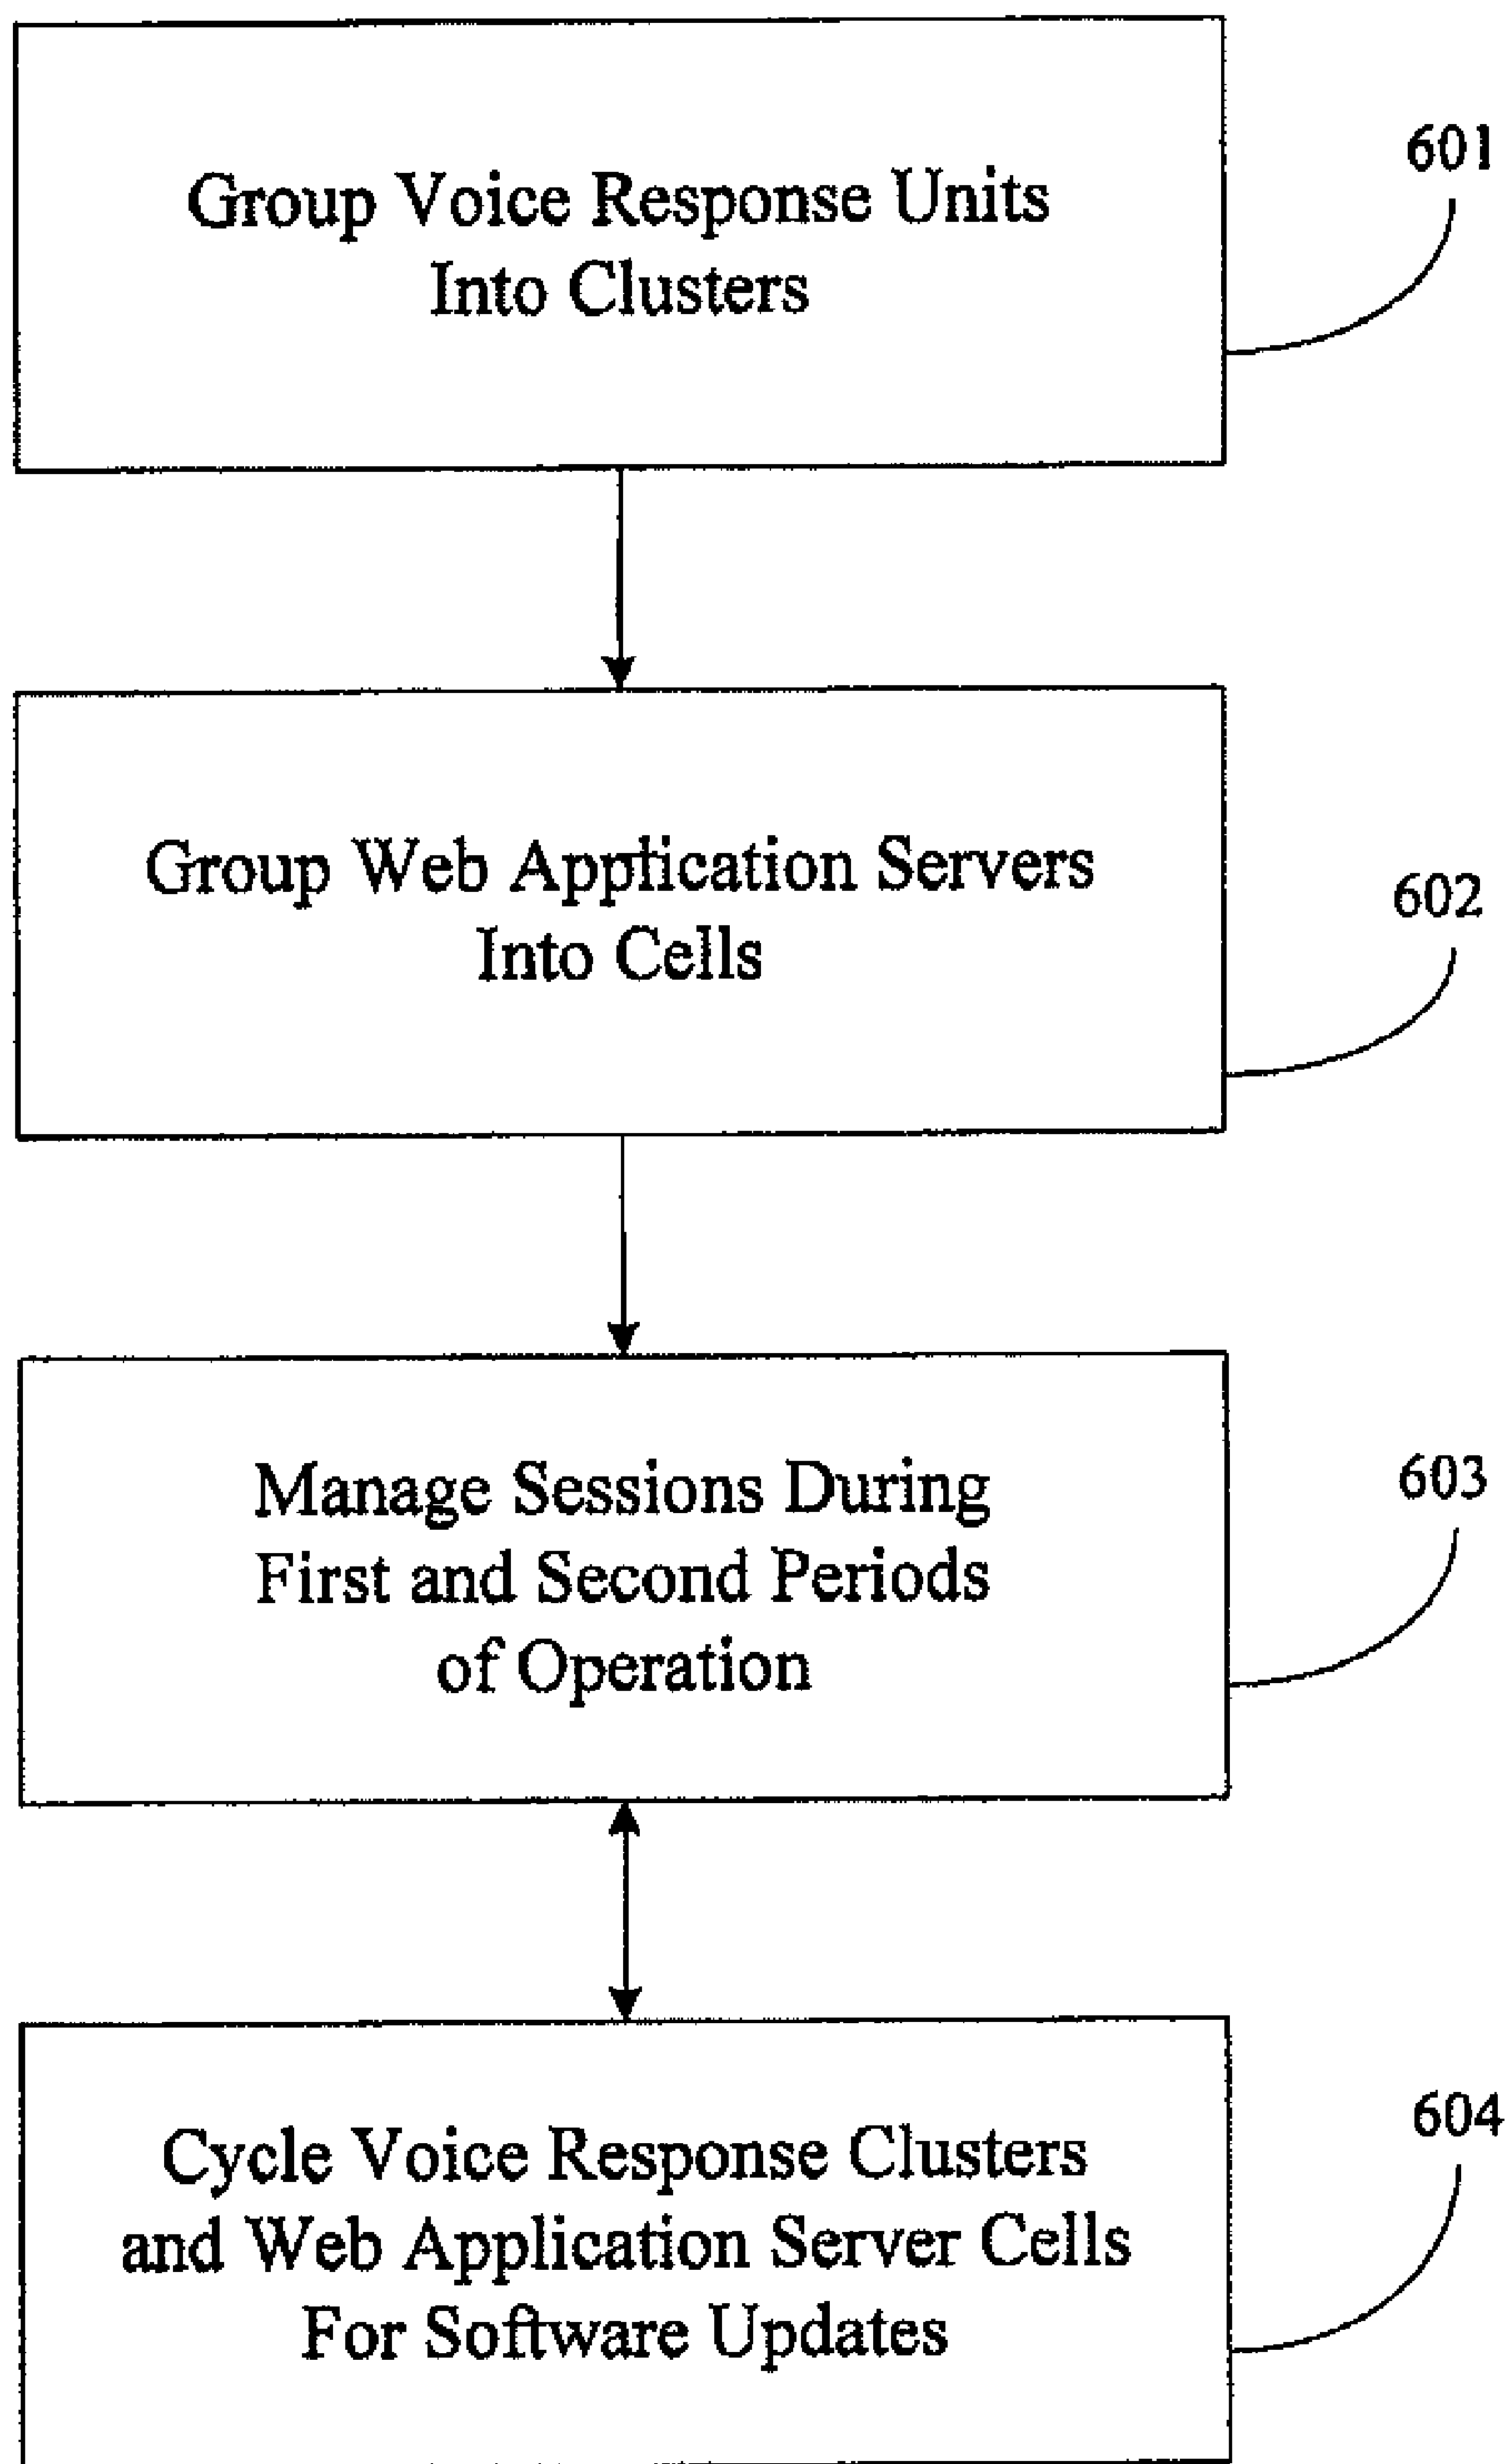 Group Voice Response Units
Into Clusters
601
Group Web Application Servers
Into Cells
602
Manage Sessions During
First and Second Periods
of Operation
603
Cycle Voice Response Clusters
and Web Application Server Cells
For Software Updates
604